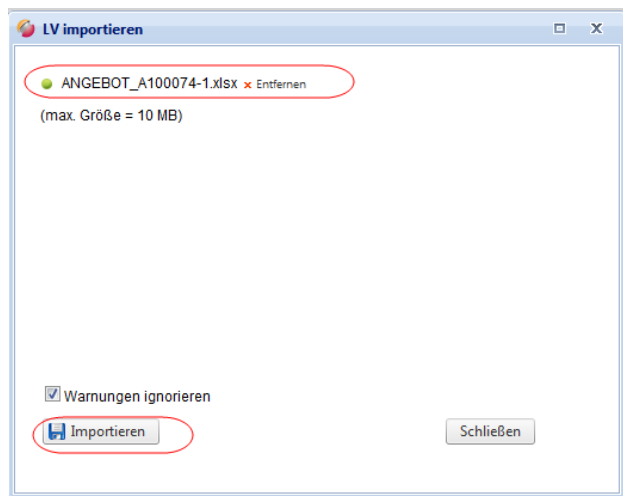 LV importieren
ANGEBOT_A100074-1.xlsx x Entfernen
(max. Größe = 10 MB)
Warnungen ignorieren
Importieren Schließen